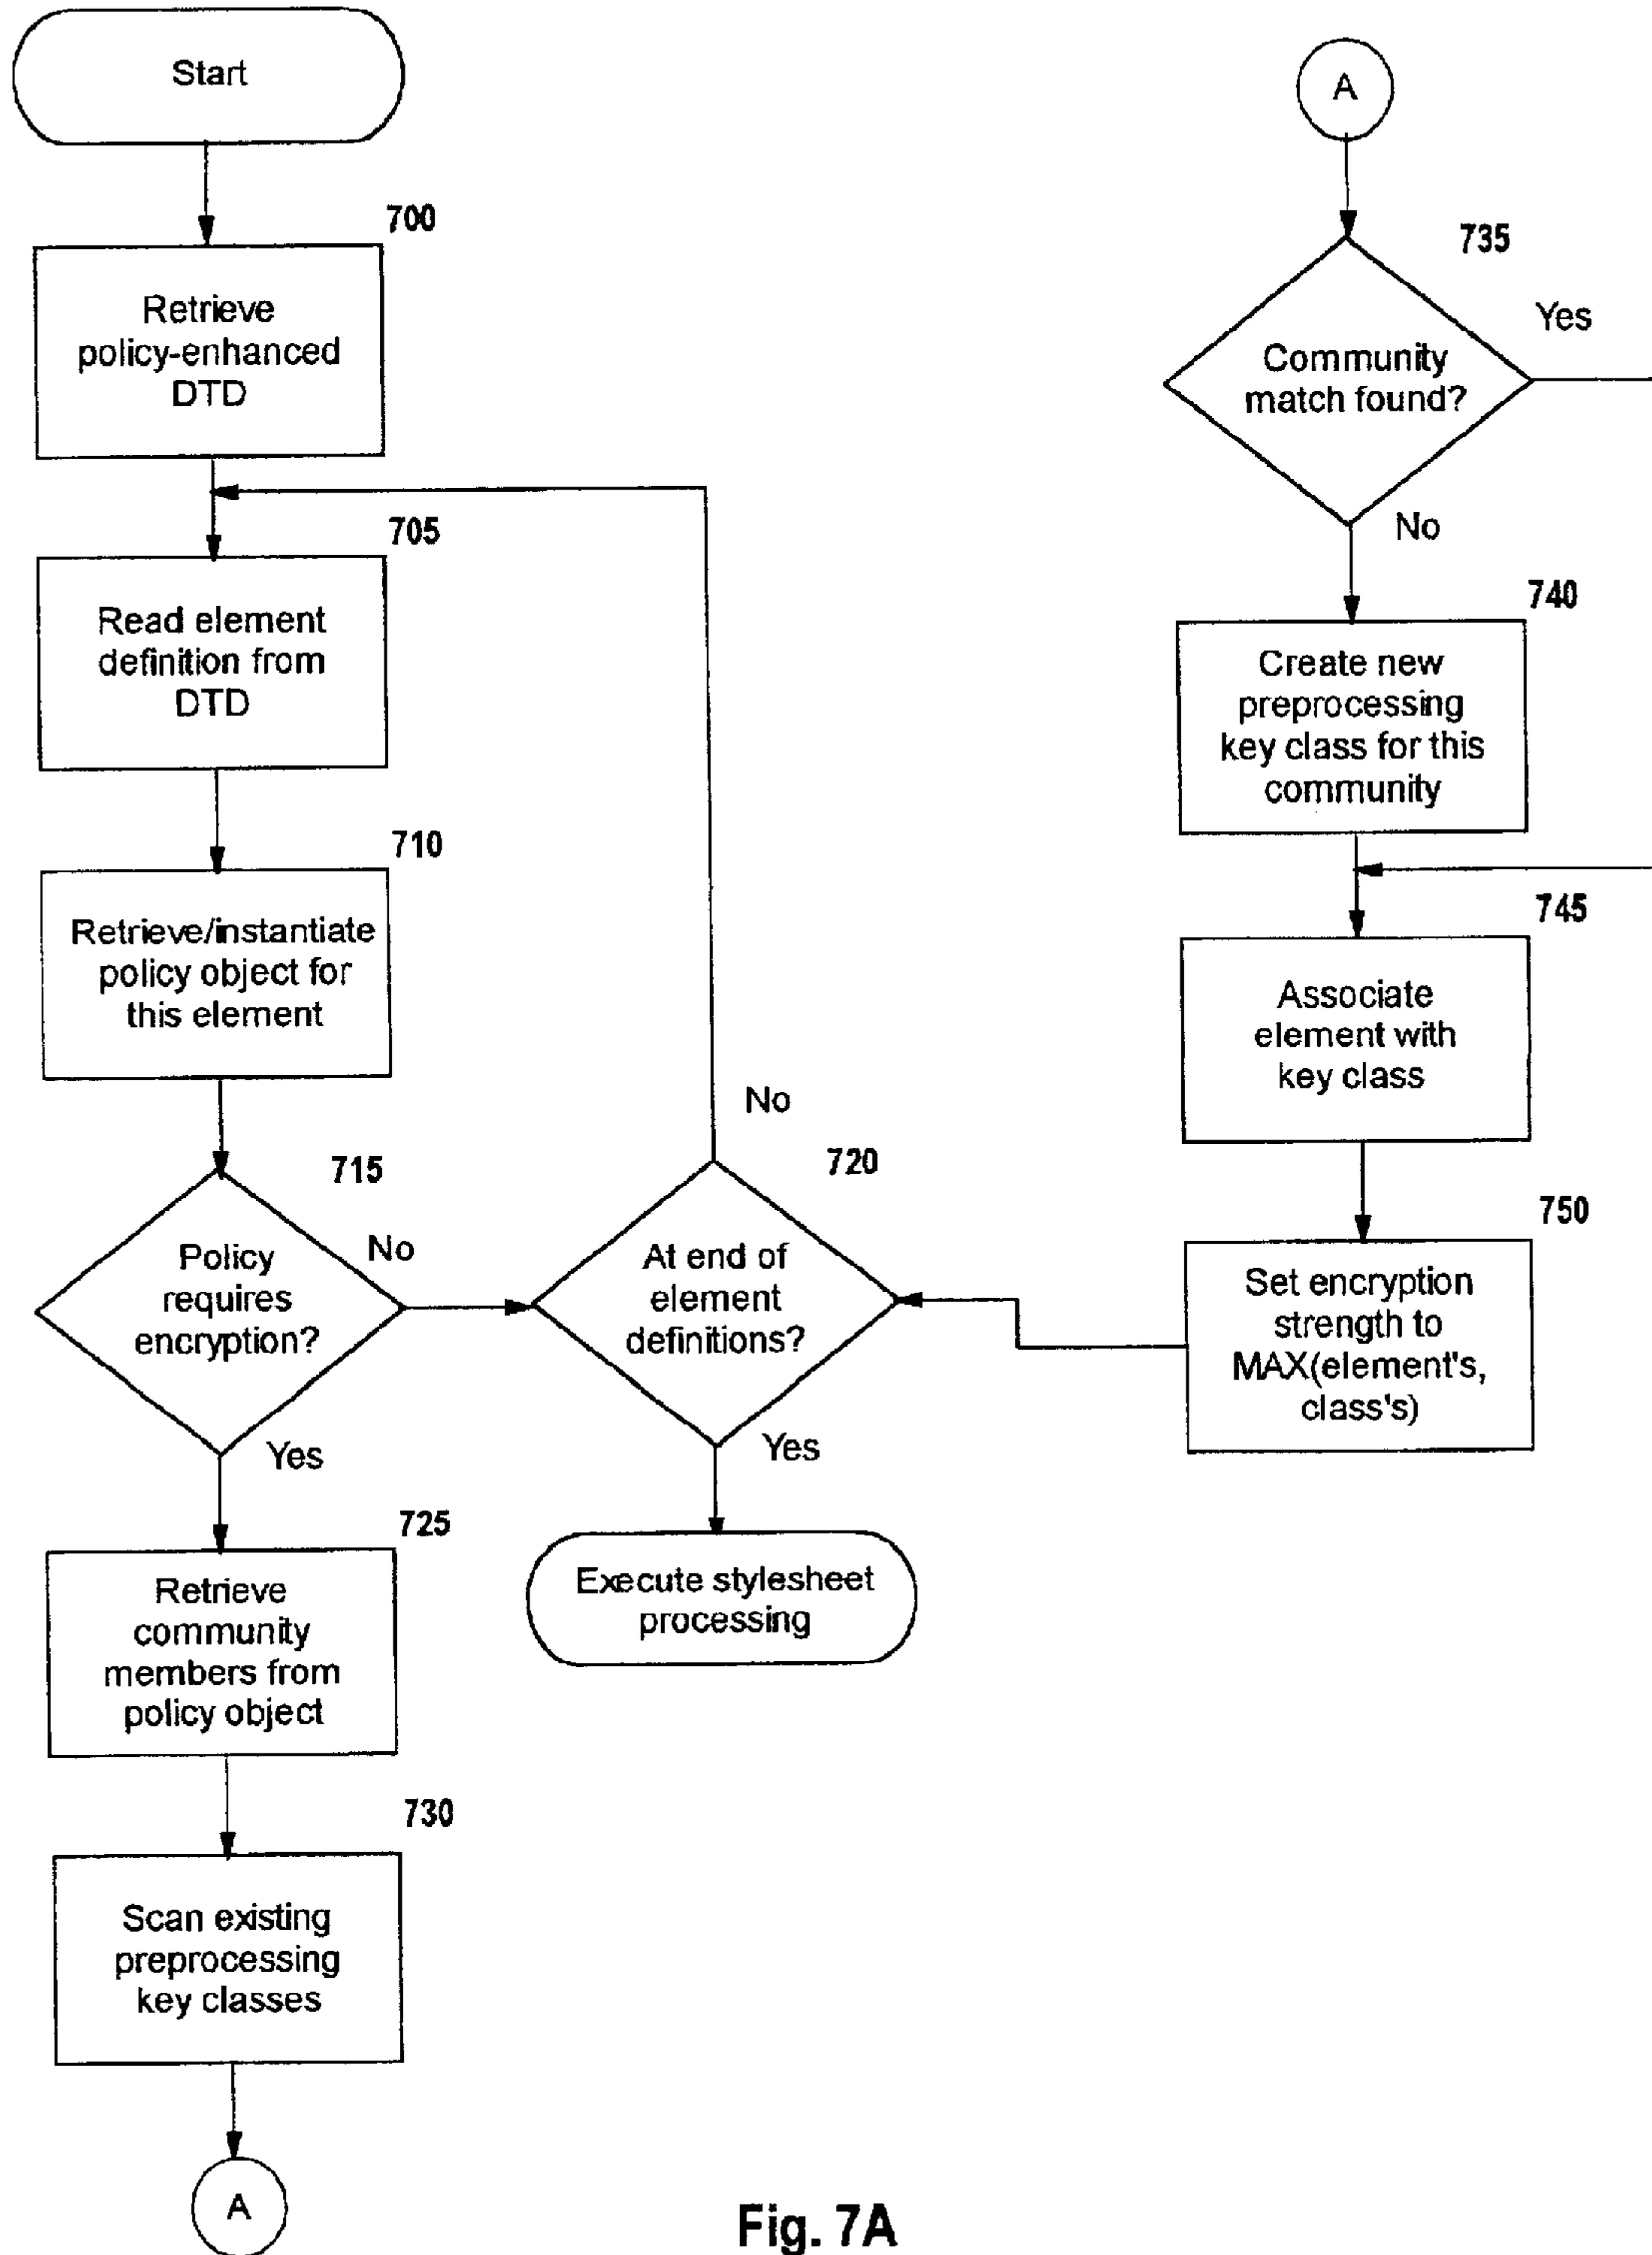 Start
700
Retrieve
policy-enhanced
DTD
705
Read element
definition from
DTD
710
Retrieve/instantiate
policy object for
this element
715
Policy
requires
encryption?
No
Yes
720
At end of
element
definitions?
No
Yes
Execute stylesheet
processing
725
Retrieve
community
members from
policy object
730
Scan existing
preprocessing
key classes
A
A
735
Community
match found?
Yes
No
740
Create new
preprocessing
key class for this
community
745
Associate
element with
key class
750
Set encryption
strength to
MAX(element's,
class's)
Fig. 7A